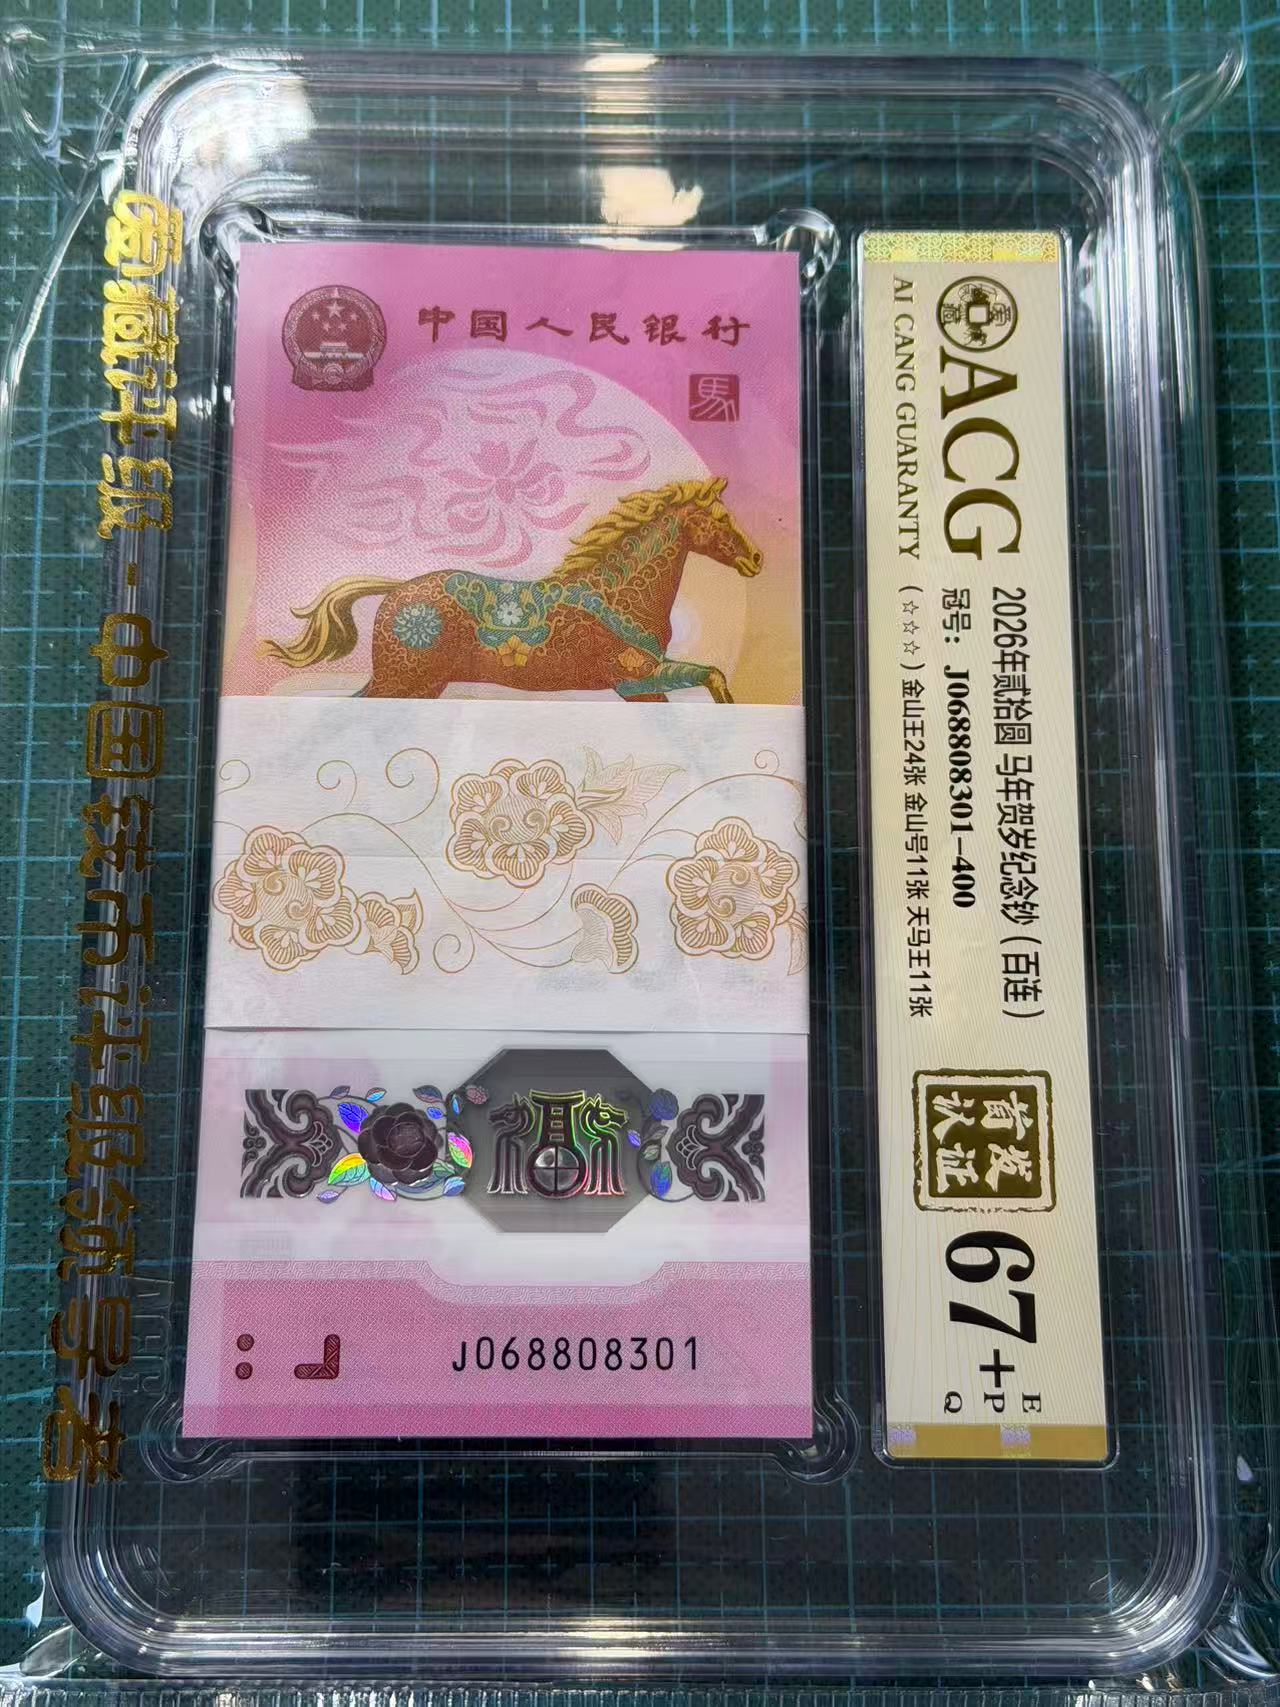 中国人民银行
馬
J068808301
ACG
AI CANG GUARANTY
2026年贰拾圆 马年贺岁纪念钞（百连）
冠号：J068808301-400
（☆☆☆）金山王24张 金山号11张 天马王11张
首发
认证
67+
E
P
Q
爱藏评级-中国钱币评级领导者